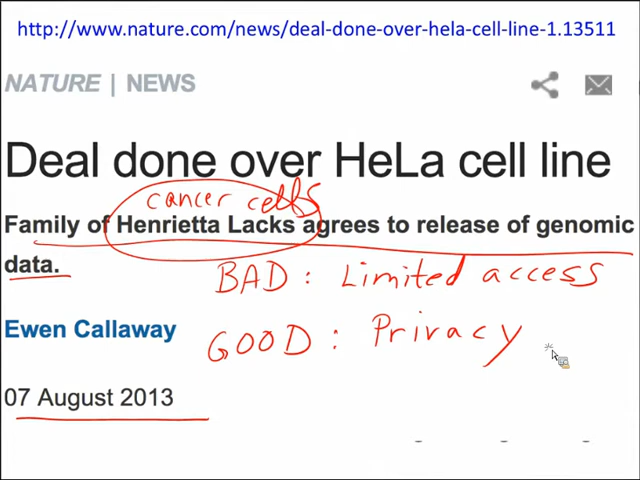 http://www.nature.com/news/deal-done-over-hela-cell-line-1.13511
NATURE | NEWS
Deal done over HeLa cell line
cancer cells
Family of Henrietta Lacks agrees to release of genomic
data.
BAD: Limited access
Ewen Callaway
GOOD: Privacy
07 August 2013